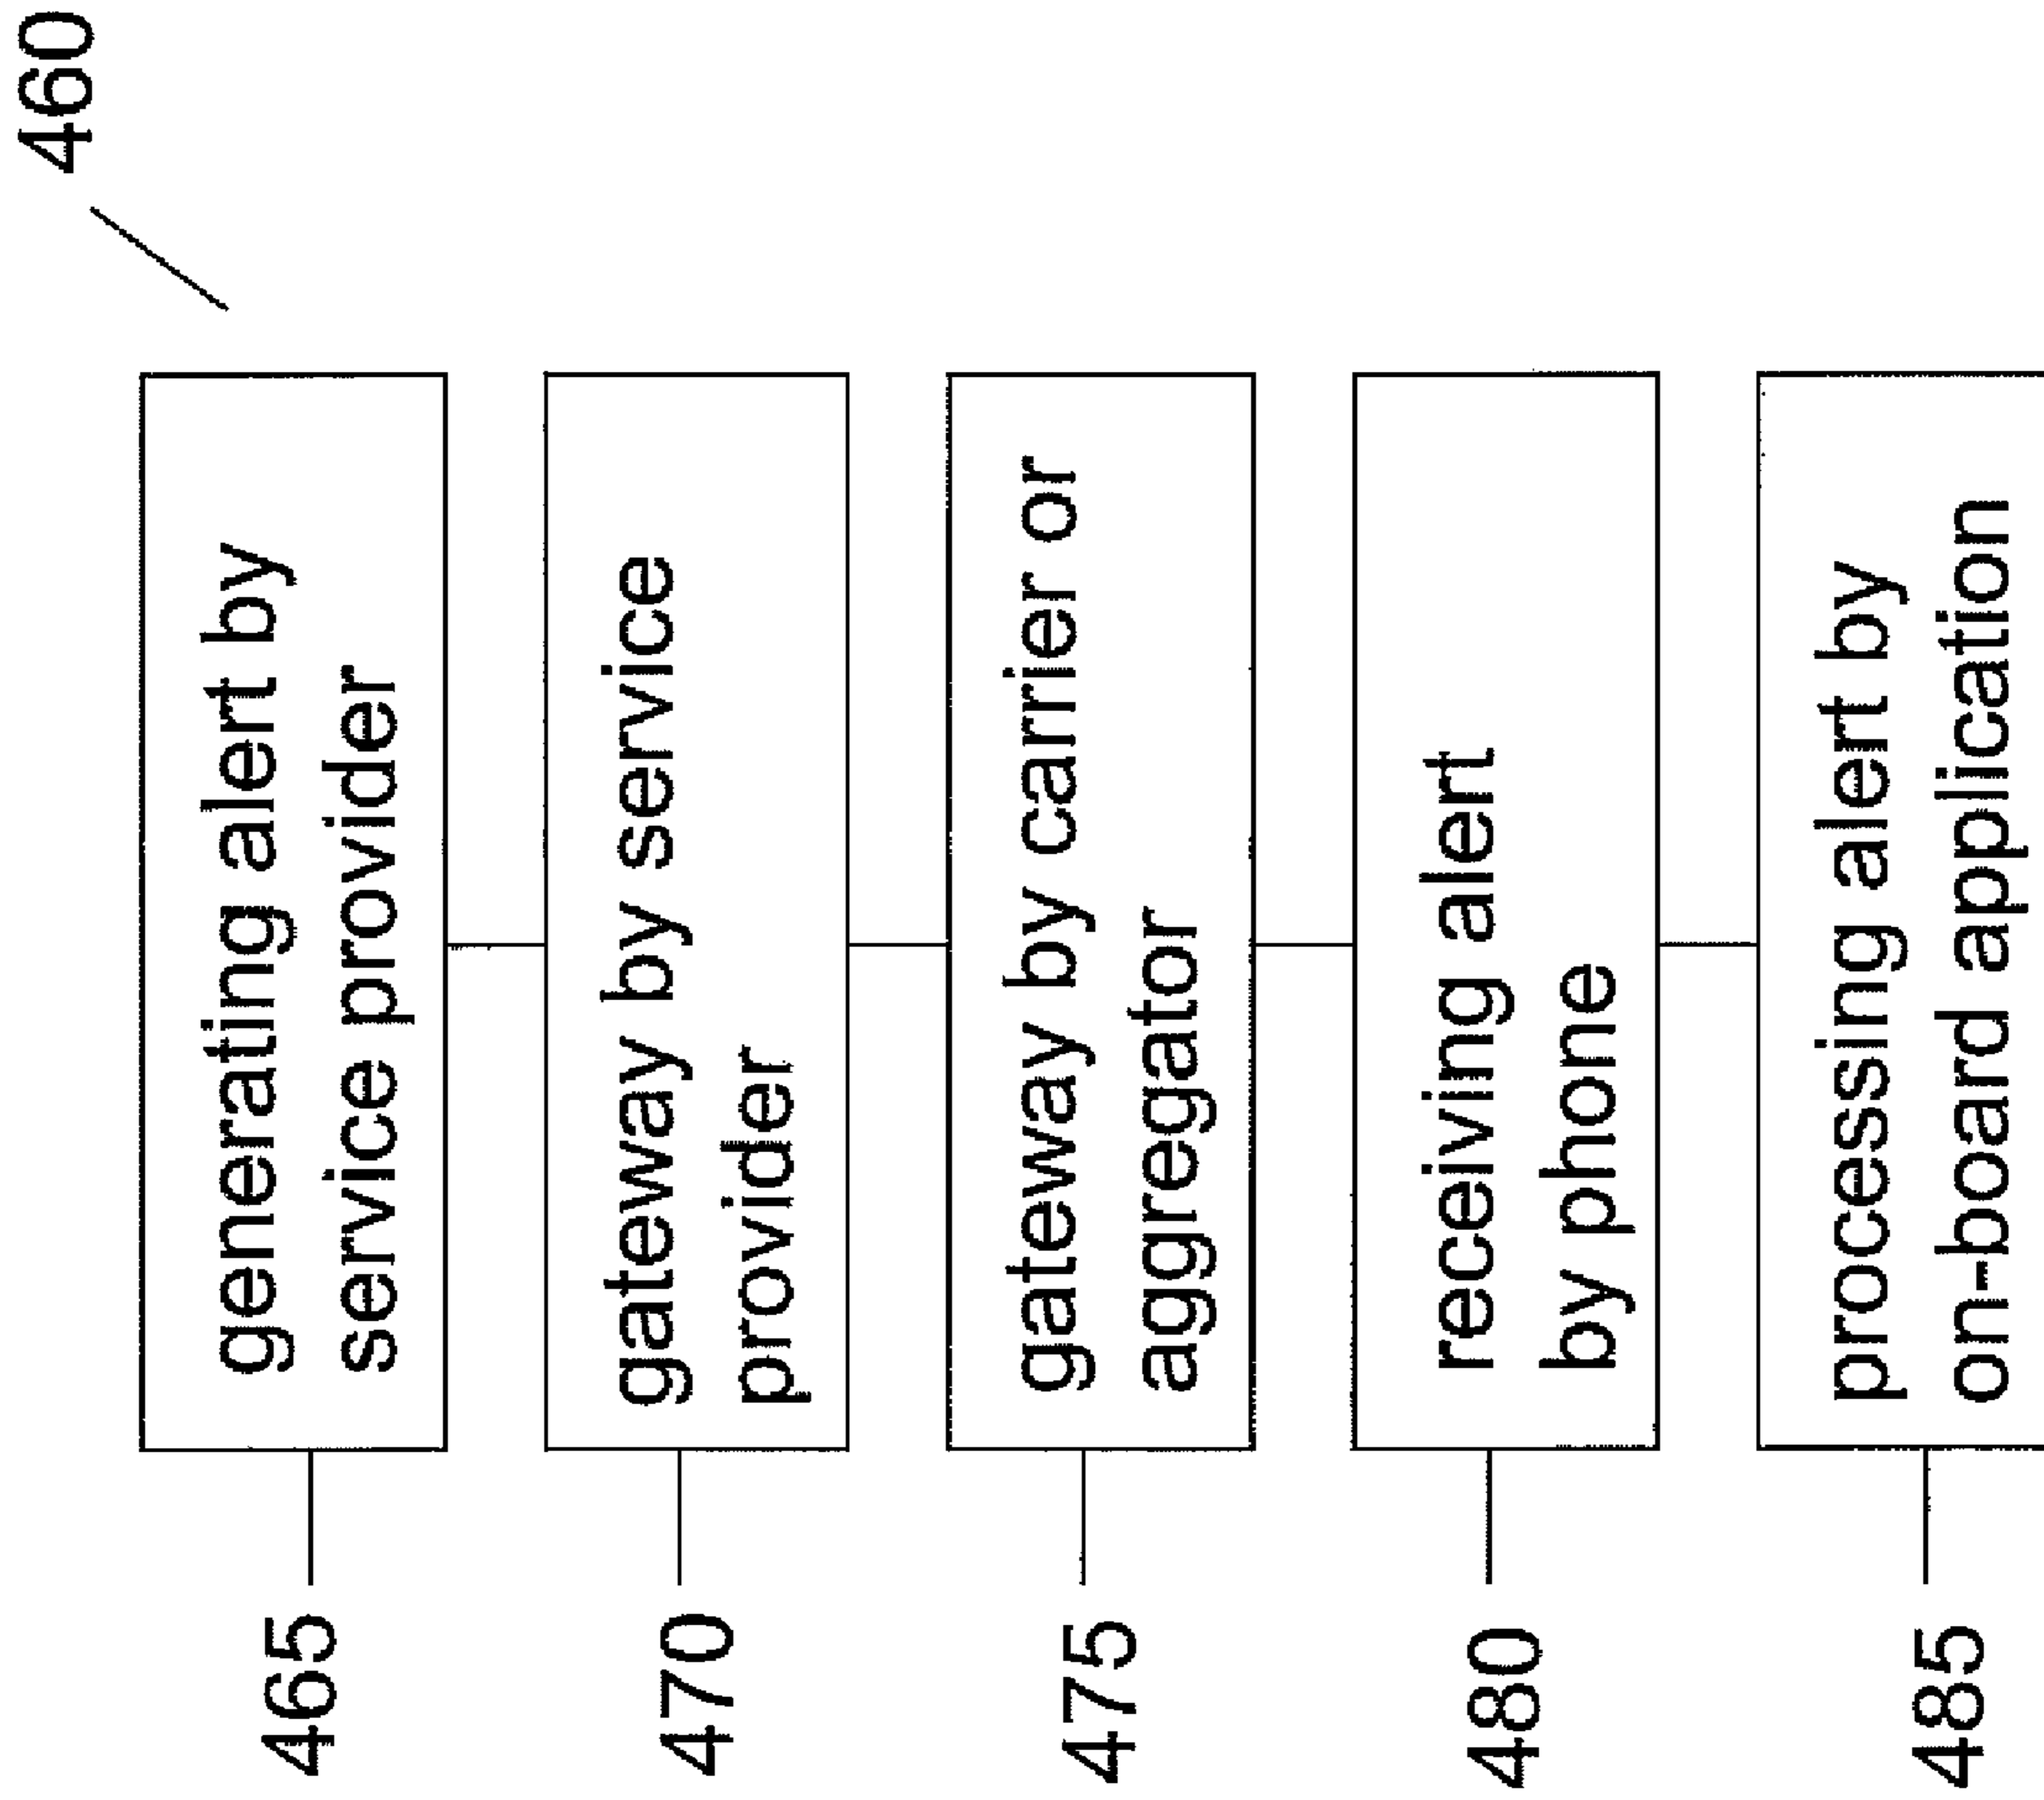 460
465
generating alert by
service provider
470
gateway by service
provider
475
gateway by carrier or
aggregator
480
receiving alert
by phone
485
processing alert by
on-board application